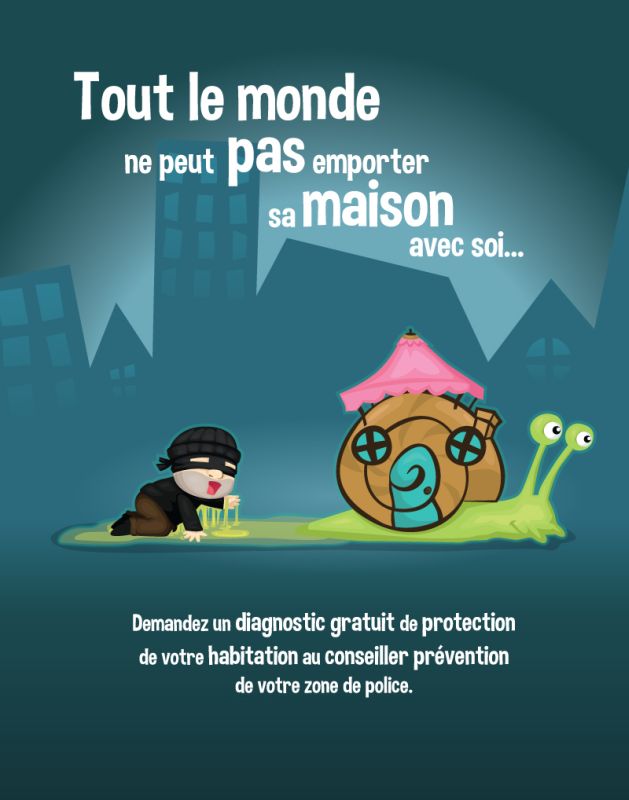 Tout le monde
ne peut pas emporter
sa maison
avec soi...
Demandez un diagnostic gratuit de protection
de votre habitation au conseiller prévention
de votre zone de police.